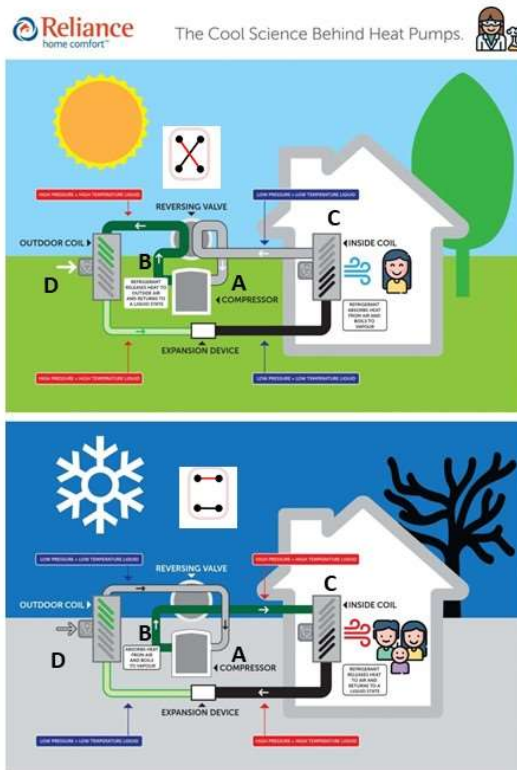 Reliance
home comfort™
The Cool Science Behind Heat Pumps.
HIGH PRESSURE + HIGH TEMPERATURE LIQUID
LOW PRESSURE + LOW TEMPERATURE LIQUID
REVERSING VALVE
C
OUTDOOR COIL
INSIDE COIL
B
A
D
REFRIGERANT
RELEASES HEAT TO
OUTSIDE AIR
AND RETURNS TO
A LIQUID STATE
COMPRESSOR
REFRIGERANT
ABSORBS HEAT
FROM AIR AND
BOILS TO
VAPOUR
EXPANSION DEVICE
HIGH PRESSURE + HIGH TEMPERATURE LIQUID
LOW PRESSURE + LOW TEMPERATURE LIQUID
LOW PRESSURE + LOW TEMPERATURE LIQUID
HIGH PRESSURE + HIGH TEMPERATURE LIQUID
REVERSING VALVE
C
OUTDOOR COIL
INSIDE COIL
B
A
D
ABSORBS HEAT
FROM AIR
AND BOILS
TO VAPOUR
COMPRESSOR
REFRIGERANT
RELEASES HEAT
TO AIR AND
RETURNS TO A
LIQUID STATE
EXPANSION DEVICE
LOW PRESSURE + LOW TEMPERATURE LIQUID
HIGH PRESSURE + HIGH TEMPERATURE LIQUID